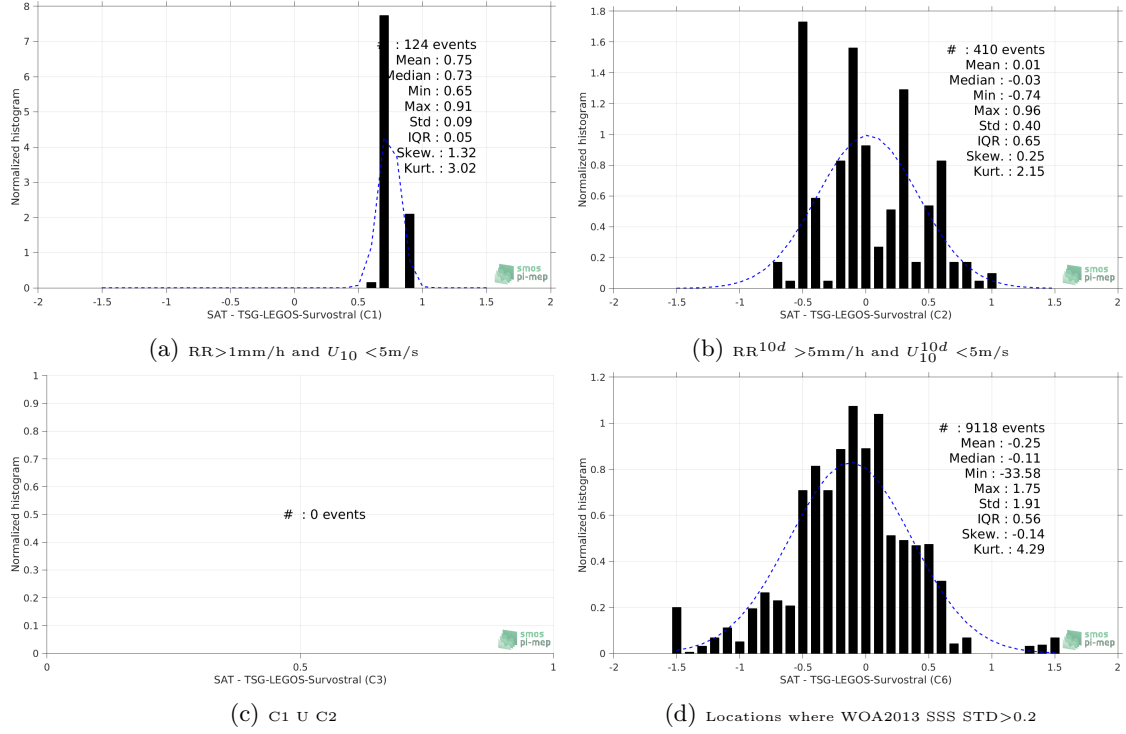 8
7
6
5
4
3
2
1
0
Normalized histogram
# : 124 events
Mean : 0.75
Median : 0.73
Min : 0.65
Max : 0.91
Std : 0.09
IQR : 0.05
Skew. : 1.32
Kurt. : 3.02
smos
pi-mep
-2 -1.5 -1 -0.5 0 0.5 1 1.5 2
SAT - TSG-LEGOS-Survostral (C1)
(a) RR>1mm/h and U10 <5m/s
1.8
1.6
1.4
1.2
1
0.8
0.6
0.4
0.2
0
Normalized histogram
# : 410 events
Mean : 0.01
Median : -0.03
Min : -0.74
Max : 0.96
Std : 0.40
IQR : 0.65
Skew. : 0.25
Kurt. : 2.15
smos
pi-mep
-2 -1.5 -1 -0.5 0 0.5 1 1.5 2
SAT - TSG-LEGOS-Survostral (C2)
(b) RR10d >5mm/h and U10d10 <5m/s
1
0.9
0.8
0.7
0.6
0.5
0.4
0.3
0.2
0.1
0
Normalized histogram
# : 0 events
smos
pi-mep
0 0.5 1
SAT - TSG-LEGOS-Survostral (C3)
(c) C1 U C2
1.2
1
0.8
0.6
0.4
0.2
0
Normalized histogram
# : 9118 events
Mean : -0.25
Median : -0.11
Min : -33.58
Max : 1.75
Std : 1.91
IQR : 0.56
Skew. : -0.14
Kurt. : 4.29
smos
pi-mep
-2 -1.5 -1 -0.5 0 0.5 1 1.5 2
SAT - TSG-LEGOS-Survostral (C6)
(d) Locations where WOA2013 SSS STD>0.2